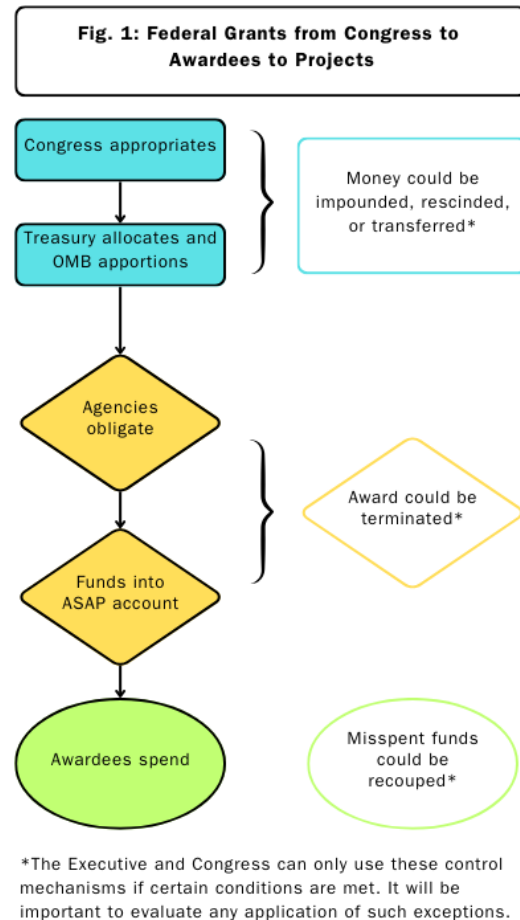 Fig. 1: Federal Grants from Congress to
Awardees to Projects
Congress appropriates
Money could be
impounded, rescinded,
or transferred*
Treasury allocates and
OMB apportions
Agencies
obligate
Award could be
terminated*
Funds into
ASAP account
Awardees spend
Misspent funds
could be
recouped*
*The Executive and Congress can only use these control
mechanisms if certain conditions are met. It will be
important to evaluate any application of such exceptions.